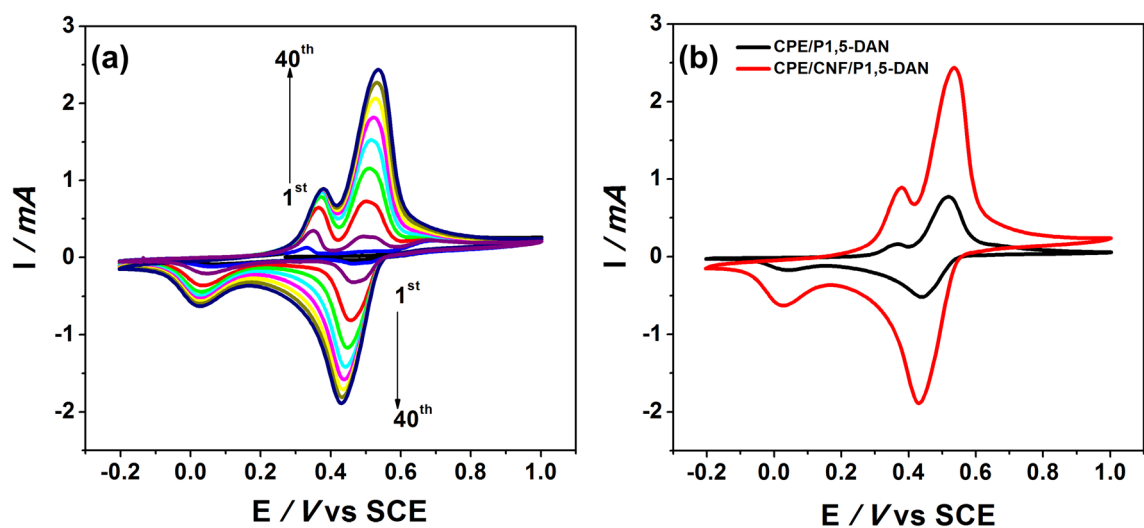 (a)
3
2
1
0
-1
-2
I / mA
40th
1st
1st
40th
-0.2 0.0 0.2 0.4 0.6 0.8 1.0
E / V vs SCE
(b)
CPE/P1,5-DAN
CPE/CNF/P1,5-DAN
3
2
1
0
-1
-2
I / mA
-0.2 0.0 0.2 0.4 0.6 0.8 1.0
E / V vs SCE